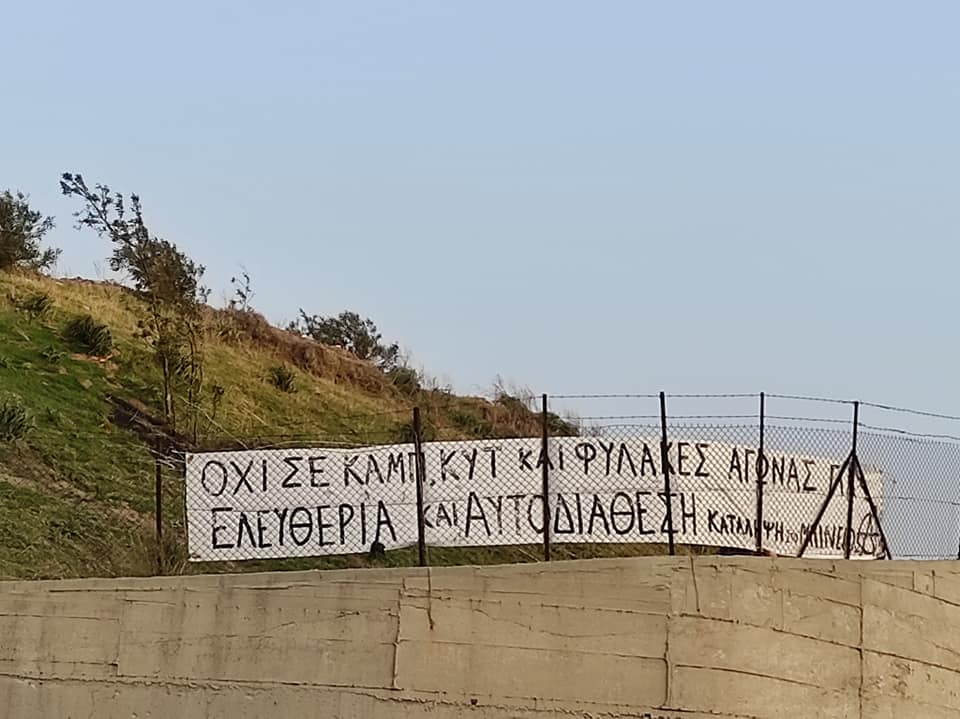 ΟΧΙ ΣΕ ΚΑΜΠ, ΚΥΤ ΚΑΙ ΦΥΛΑΚΕΣ ΑΓΩΝΑΣ
ΕΛΕΥΘΕΡΙΑ ΚΑΙ ΑΥΤΟΔΙΑΘΕΣΗ ΚΑΤΑΛΗΨΗ